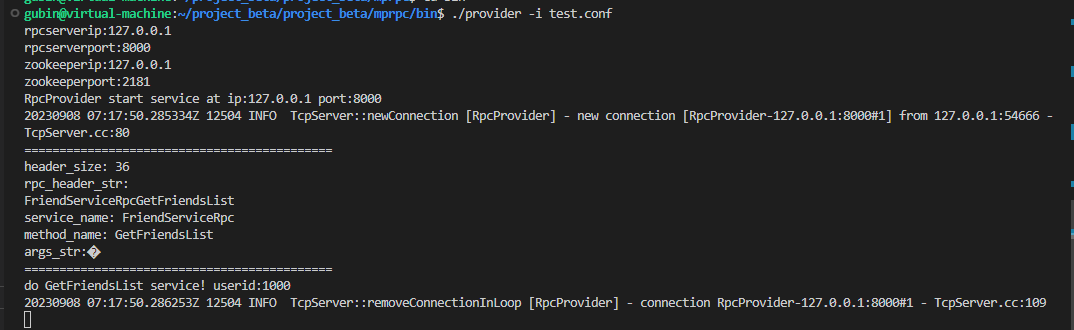 gubin@virtual-machine:~/project_beta/project_beta/mprpc/bin$ ./provider -i test.conf
rpcserverip:127.0.0.1
rpcserverport:8000
zookeeperip:127.0.0.1
zookeeperport:2181
RpcProvider start service at ip:127.0.0.1 port:8000
20230908 07:17:50.285334Z 12504 INFO  TcpServer::newConnection [RpcProvider] - new connection [RpcProvider-127.0.0.1:8000#1] from 127.0.0.1:54666 -
TcpServer.cc:80
============================================
header_size: 36
rpc_header_str:
FriendServiceRpcGetFriendsList
service_name: FriendServiceRpc
method_name: GetFriendsList
args_str:�
============================================
do GetFriendsList service! userid:1000
20230908 07:17:50.286253Z 12504 INFO  TcpServer::removeConnectionInLoop [RpcProvider] - connection RpcProvider-127.0.0.1:8000#1 - TcpServer.cc:109